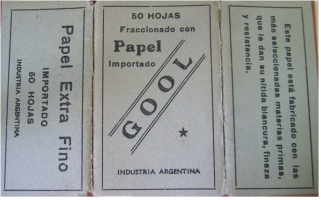 Papel Extra Fino
IMPORTADO
50 HOJAS
INDUSTRIA ARGENTINA
50 HOJAS
Fraccionado con
Papel
Importado
GOOL
INDUSTRIA ARGENTINA
Este papel está fabricado con las
más seleccionadas materias primas,
que le dan su nítida blancura, fineza
y resistencia.